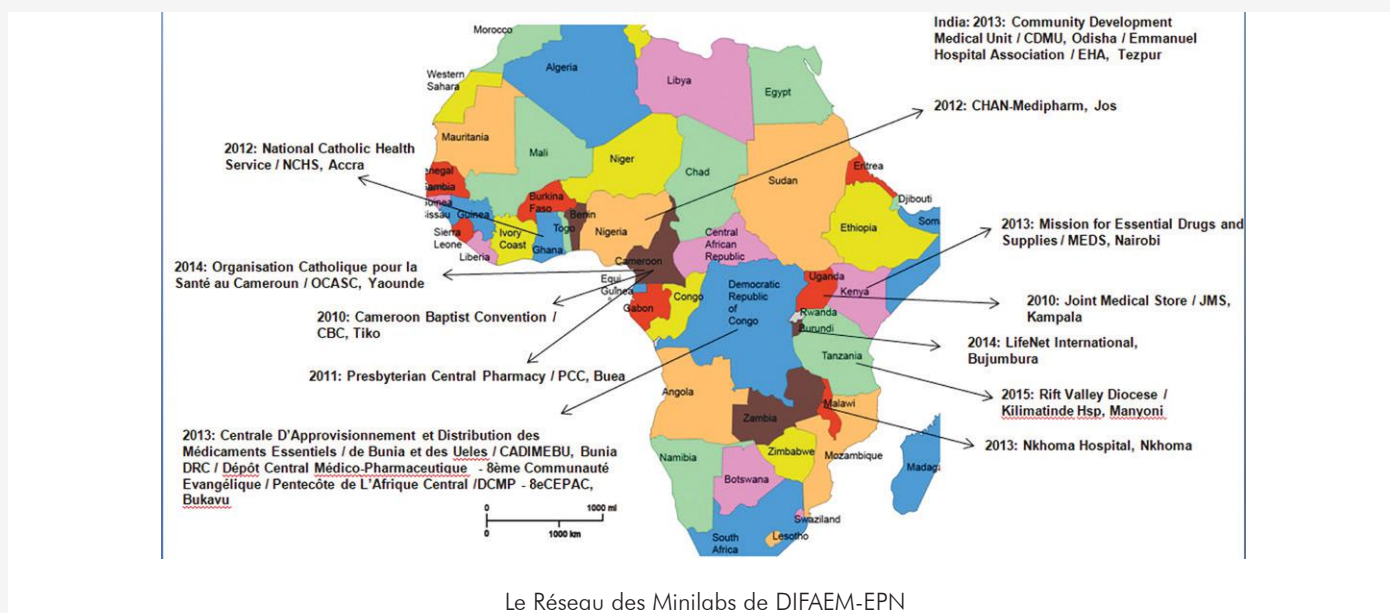 India: 2013: Community Development
Medical Unit / CDMU, Odisha / Emmanuel
Hospital Association / EHA, Tezpur
2012: CHAN-Medipharm, Jos
2012: National Catholic Health
Service / NCHS, Accra
2013: Mission for Essential Drugs and
Supplies / MEDS, Nairobi
2014: Organisation Catholique pour la
Santé au Cameroun / OCASC, Yaounde
2010: Joint Medical Store / JMS,
Kampala
2010: Cameroon Baptist Convention /
CBC, Tiko
2014: LifeNet International,
Bujumbura
2011: Presbyterian Central Pharmacy / PCC, Buea
2015: Rift Valley Diocese /
Kilimatinde Hsp, Manyoni
2013: Nkhoma Hospital, Nkhoma
2013: Centrale D'Approvisionnement et Distribution des
Médicaments Essentiels / de Bunia et des Ueles / CADIMEBU, Bunia
DRC / Dépôt Central Médico-Pharmaceutique - 8ème Communauté
Evangélique / Pentecôte de L'Afrique Central /DCMP - 8eCEPAC,
Bukavu
Morocco
Western
Sahara
Algeria
Libya
Egypt
Mauritania
Mali
Niger
Chad
Sudan
Eritrea
Djibouti
Som
Ethiopia
negal
ambia
uinea
issau
Guinea
Sierra
Leone
Liberia
Ivory
Coast
Burkina
Faso
Ghana
Togo
Benin
Nigeria
Cameroon
Central
African
Republic
Equi
Guinea
Gabon
Congo
Democratic
Republic
of
Congo
Uganda
Kenya
Rwanda
Burundi
Tanzania
Angola
Zambia
Malawi
Mozambique
Zimbabwe
Namibia
Botswana
Madag
Swaziland
Lesotho
South
Africa
0 1000 mi
0 1000 km
Le Réseau des Minilabs de DIFAEM-EPN